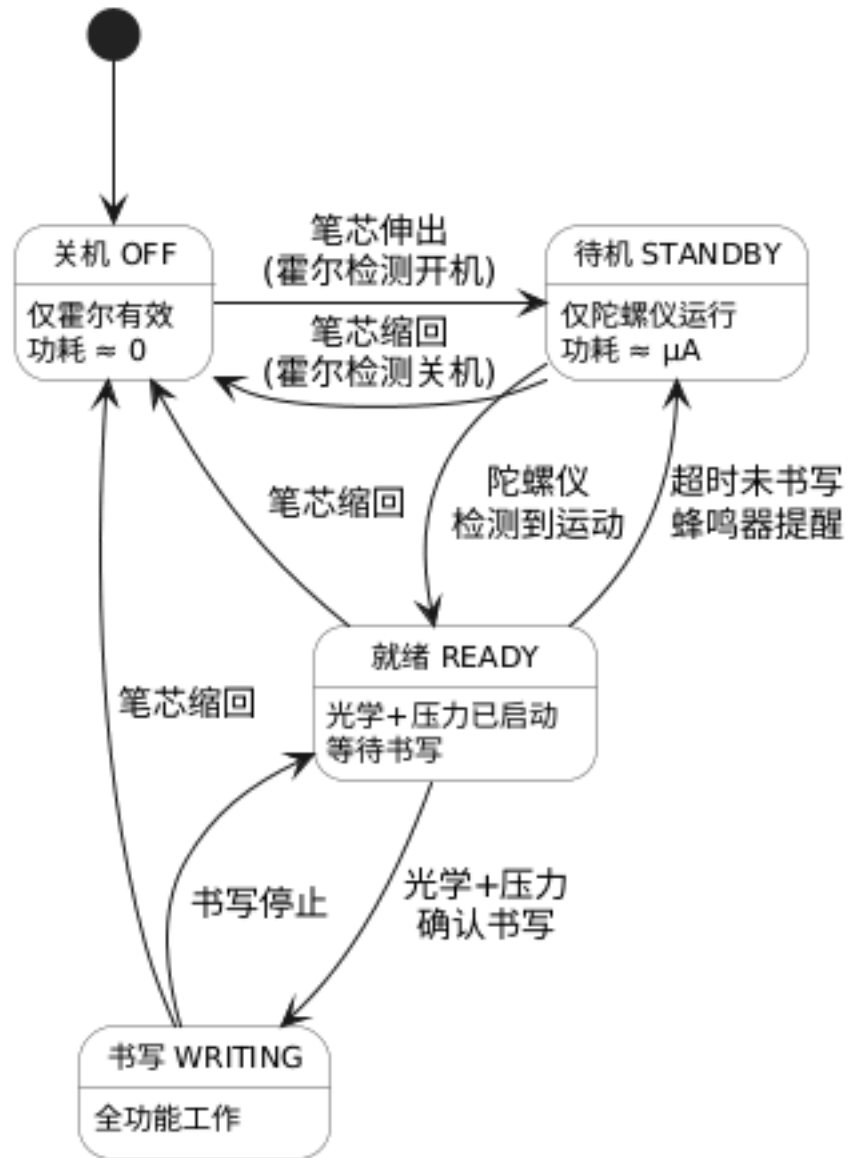 关机 OFF
仅霍尔有效
功耗 ≈ 0
笔芯伸出
(霍尔检测开机)
笔芯缩回
(霍尔检测关机)
待机 STANDBY
仅陀螺仪运行
功耗 ≈ μA
笔芯缩回
陀螺仪
检测到运动
超时未书写
蜂鸣器提醒
就绪 READY
光学+压力已启动
等待书写
笔芯缩回
书写停止
光学+压力
确认书写
书写 WRITING
全功能工作